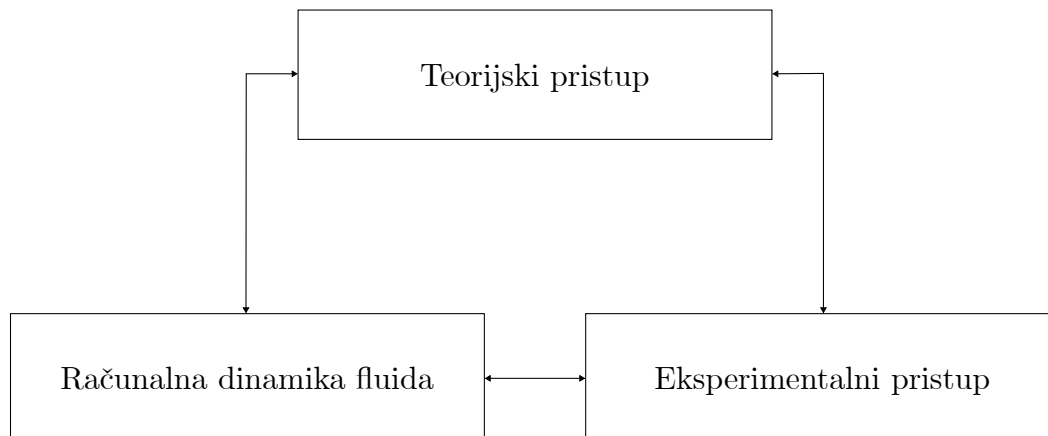 Teorijski pristup
Računalna dinamika fluida
Eksperimentalni pristup